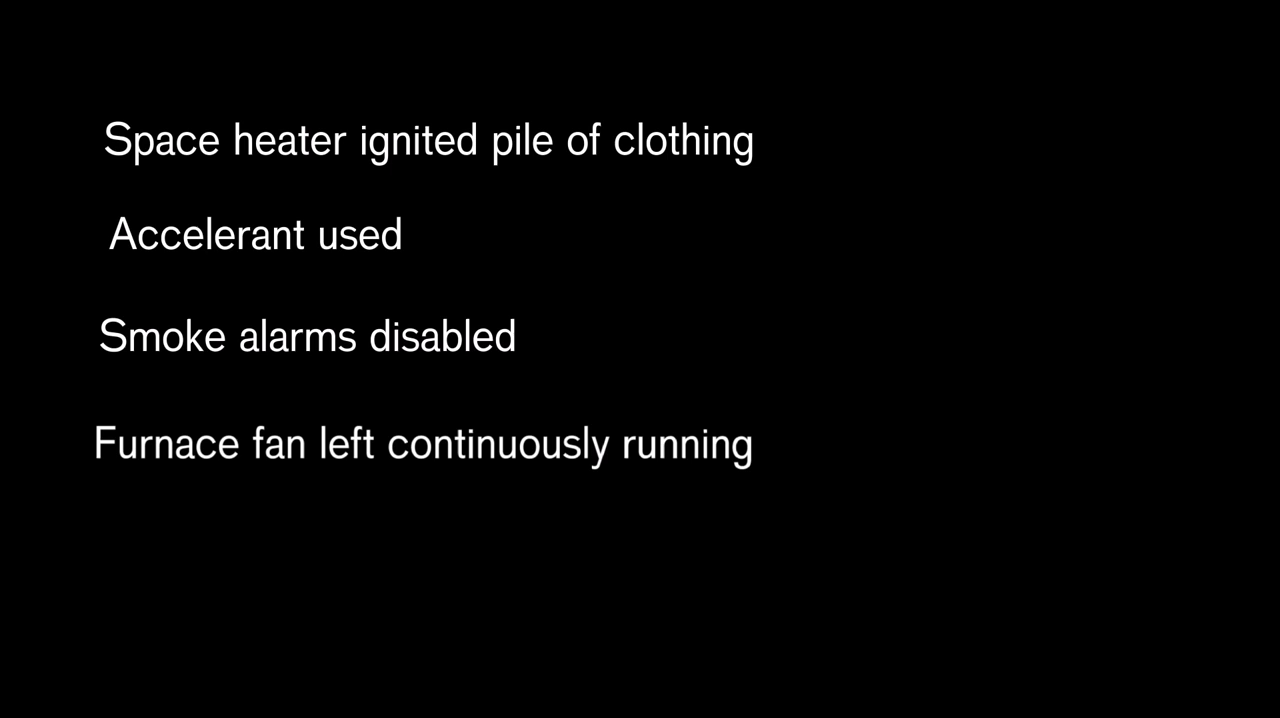 Space heater ignited pile of clothing
Accelerant used
Smoke alarms disabled
Furnace fan left continuously running